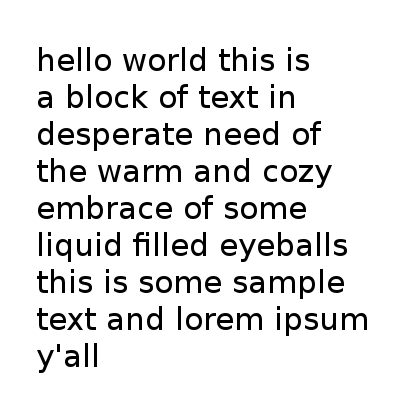 hello world this is
a block of text in
desperate need of
the warm and cozy
embrace of some
liquid filled eyeballs
this is some sample
text and lorem ipsum
y'all